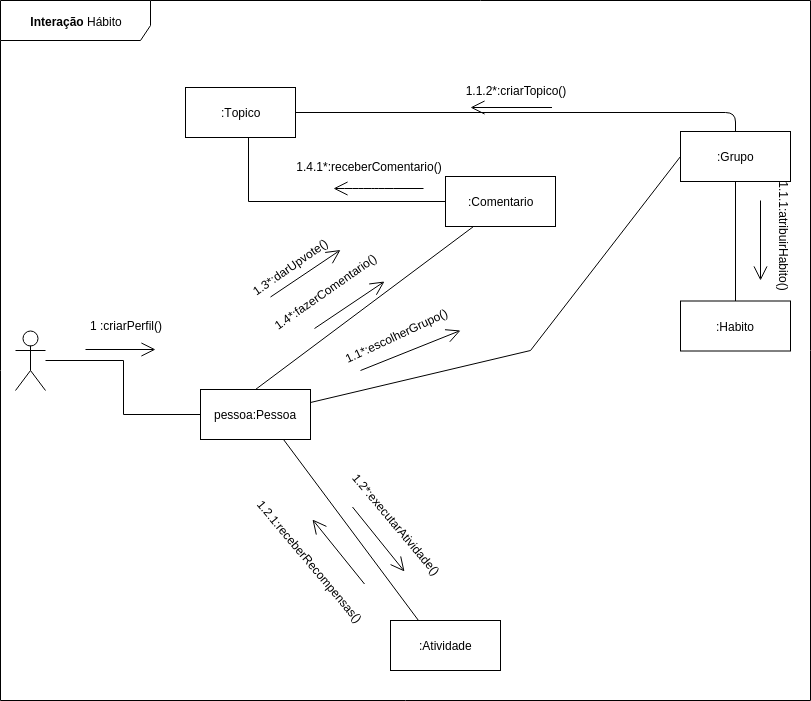 Interação Hábito
1.1.2*:criarTopico()
:Topico
:Grupo
1.4.1*:receberComentario()
:Comentario
1.1.1:atribuirHabito()
1.3*:darUpvote()
1.4*:fazerComentario()
1 :criarPerfil()
1.1*:escolherGrupo()
:Habito
pessoa:Pessoa
1.2*:executarAtividade()
1.2.1:receberRecompensas()
:Atividade